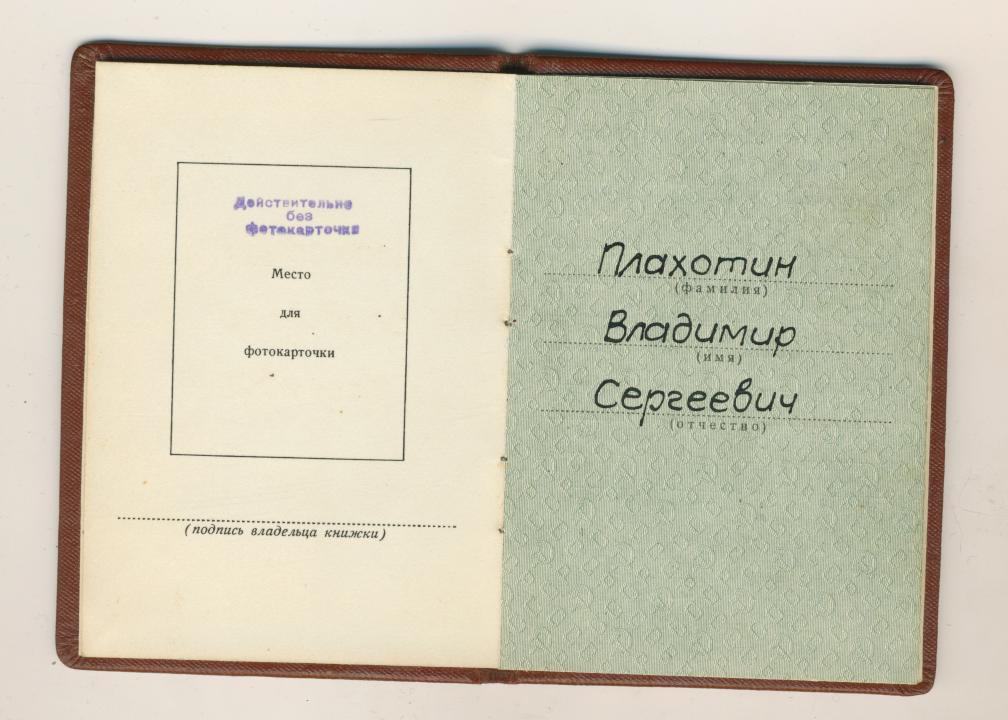 Действительно
без
фотокарточки
Место
для
фотокарточки
(подпись владельца книжки)
Плахотин
(фамилия)
Владимир
(имя)
Сергеевич
(отчество)